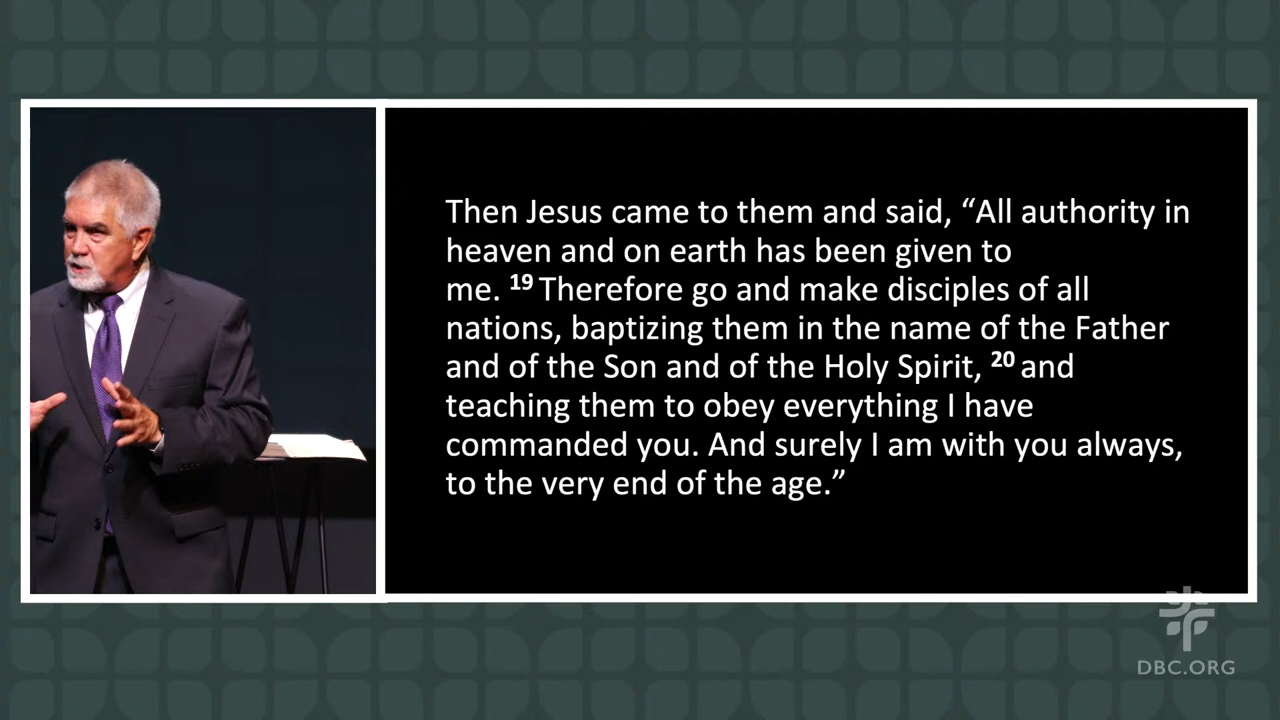 Then Jesus came to them and said, “All authority in
heaven and on earth has been given to
me. 19 Therefore go and make disciples of all
nations, baptizing them in the name of the Father
and of the Son and of the Holy Spirit, 20 and
teaching them to obey everything I have
commanded you. And surely I am with you always,
to the very end of the age.”
DBC.ORG